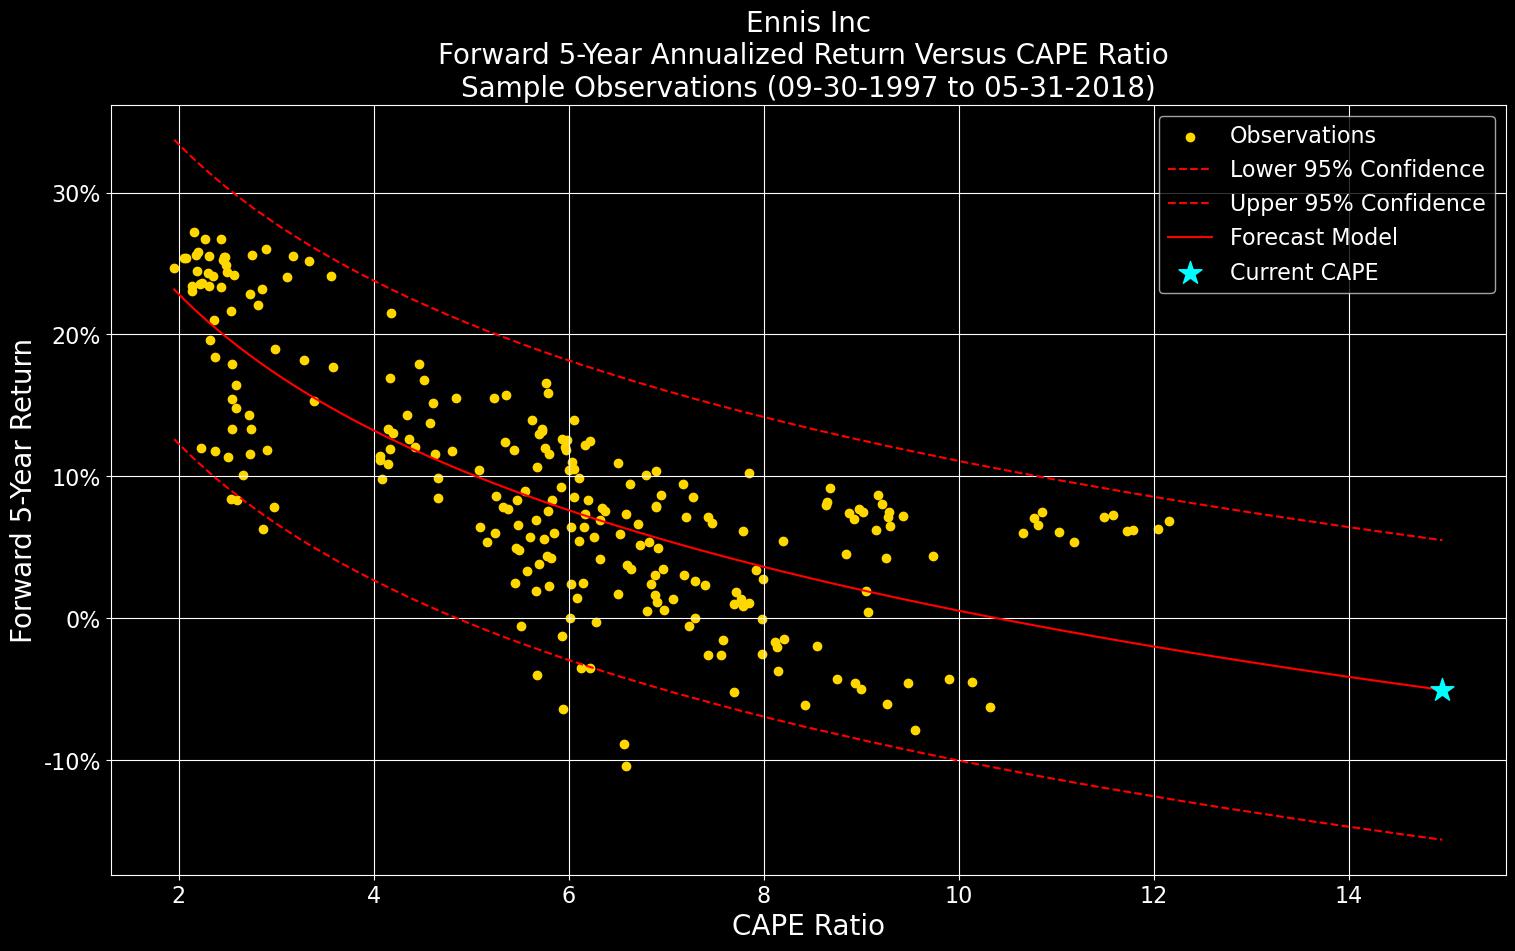 Ennis Inc
Forward 5-Year Annualized Return Versus CAPE Ratio
Sample Observations (09-30-1997 to 05-31-2018)
Observations
Lower 95% Confidence
Upper 95% Confidence
Forecast Model
Current CAPE
Forward 5-Year Return
30%
20%
10%
0%
-10%
2 4 6 8 10 12 14
CAPE Ratio